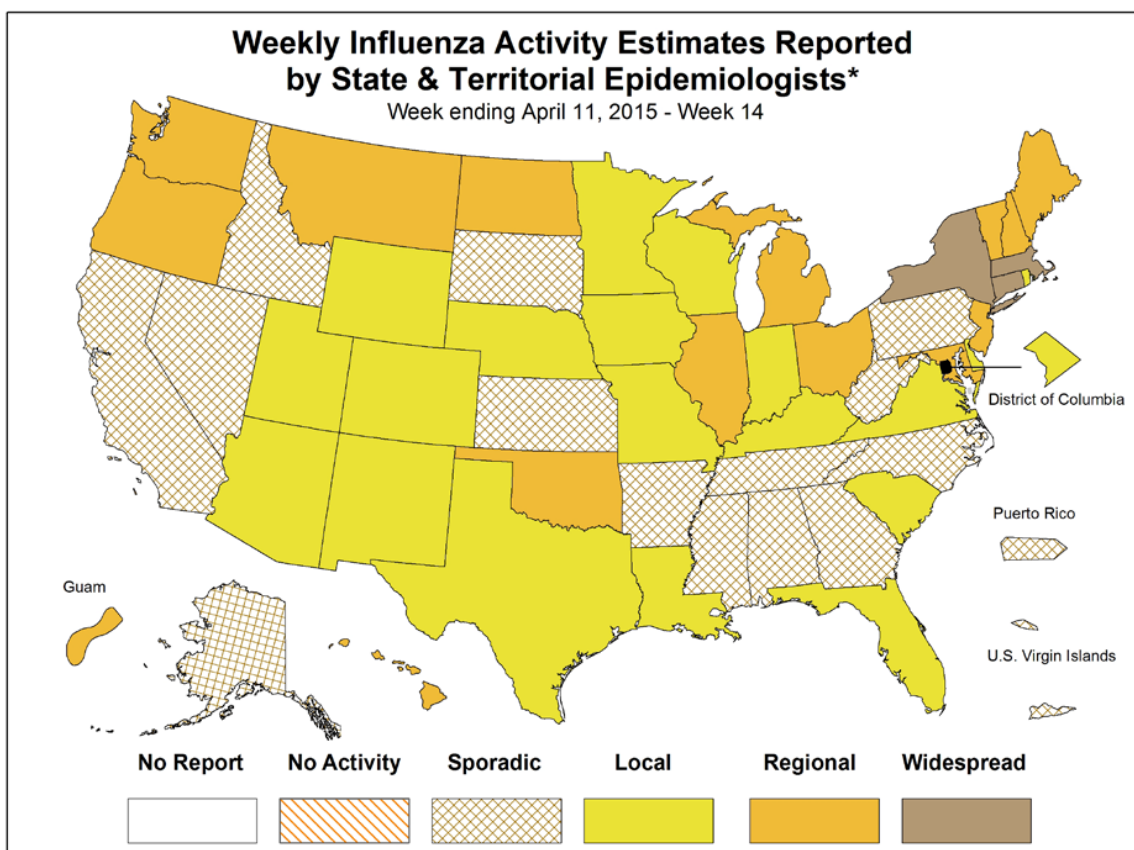 Weekly Influenza Activity Estimates Reported
by State & Territorial Epidemiologists*
Week ending April 11, 2015 - Week 14
District of Columbia
Puerto Rico
Guam
U.S. Virgin Islands
No Report No Activity Sporadic Local Regional Widespread